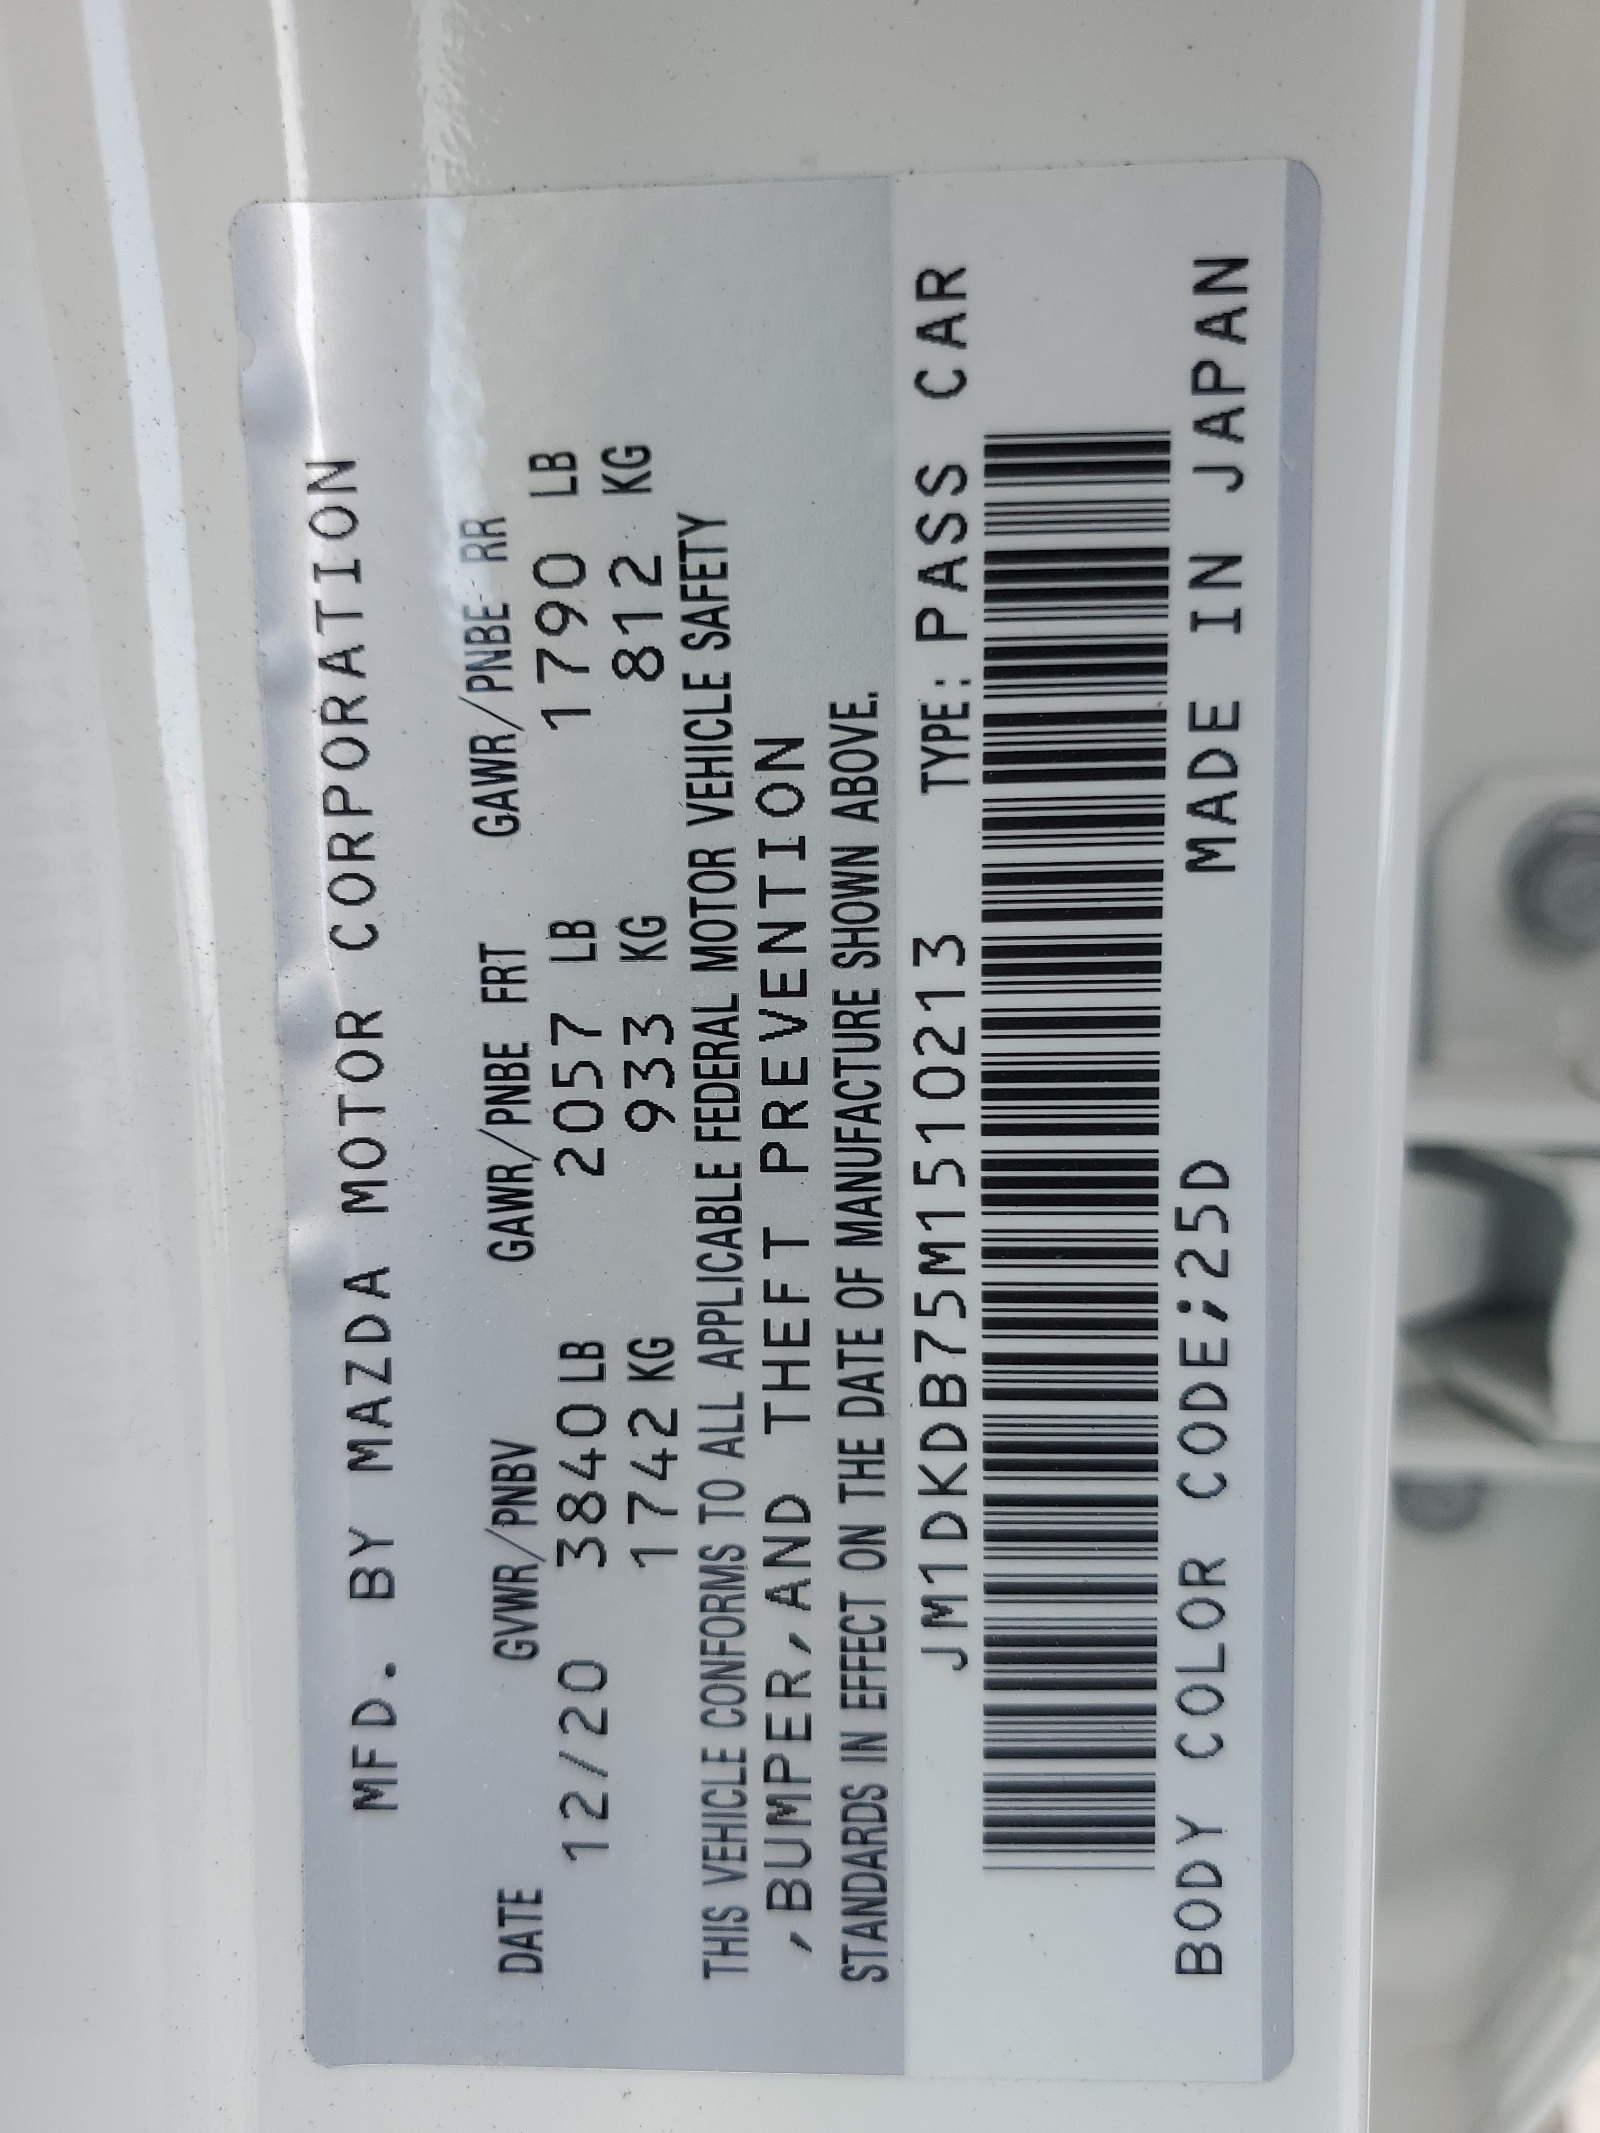 MFD. BY MAZDA MOTOR CORPORATION
DATE GVWR/PNBV GAWR/PNBE FRT GAWR/PNBE RR
12/20 3840 LB 2057 LB 1790 LB
1742 KG 933 KG 812 KG
THIS VEHICLE CONFORMS TO ALL APPLICABLE FEDERAL MOTOR VEHICLE SAFETY
,BUMPER,AND THEFT PREVENTION
STANDARDS IN EFFECT ON THE DATE OF MANUFACTURE SHOWN ABOVE.
JM1DKDB75M1510213 TYPE: PASS CAR
BODY COLOR CODE;25D MADE IN JAPAN